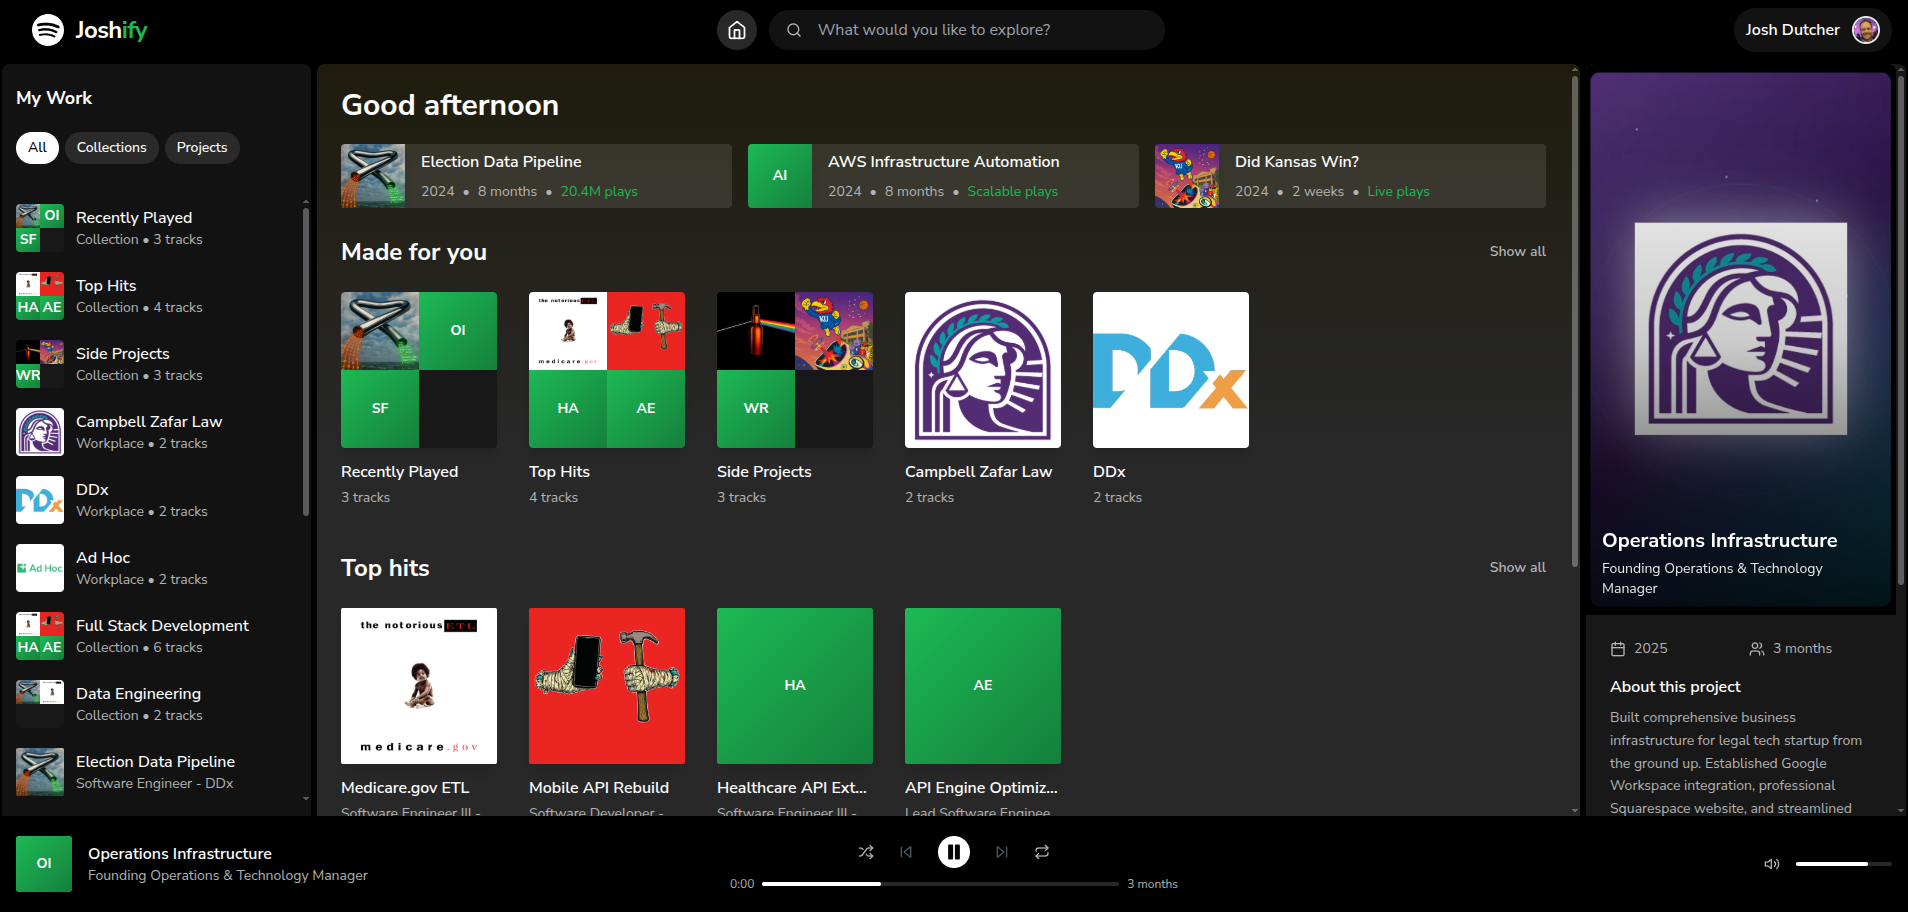 Joshify
What would you like to explore?
Josh Dutcher
My Work
All
Collections
Projects
OI
SF
Recently Played
Collection • 3 tracks
HA AE
Top Hits
Collection • 4 tracks
WR
Side Projects
Collection • 3 tracks
Campbell Zafar Law
Workplace • 2 tracks
DDx
DDx
Workplace • 2 tracks
Ad Hoc
Ad Hoc
Workplace • 2 tracks
HA AE
Full Stack Development
Collection • 6 tracks
Data Engineering
Collection • 2 tracks
Election Data Pipeline
Software Engineer - DDx
Good afternoon
Election Data Pipeline
2024 • 8 months • 20.4M plays
AI
AWS Infrastructure Automation
2024 • 8 months • Scalable plays
KU
Did Kansas Win?
2024 • 2 weeks • Live plays
Made for you
Show all
OI
SF
Recently Played
3 tracks
the notorious ETL
medicare.gov
HA
AE
Top Hits
4 tracks
KU
WR
Side Projects
3 tracks
Campbell Zafar Law
2 tracks
DDx
DDx
2 tracks
Top hits
Show all
the notorious ETL
medicare.gov
Medicare.gov ETL
Software Engineer III -
Mobile API Rebuild
Software Developer -
HA
Healthcare API Ext...
Software Engineer III -
AE
API Engine Optimiz...
Lead Software Enginee
Operations Infrastructure
Founding Operations & Technology
Manager
2025
3 months
About this project
Built comprehensive business
infrastructure for legal tech startup from
the ground up. Established Google
Workspace integration, professional
Squarespace website, and streamlined
OI
Operations Infrastructure
Founding Operations & Technology Manager
0:00
3 months